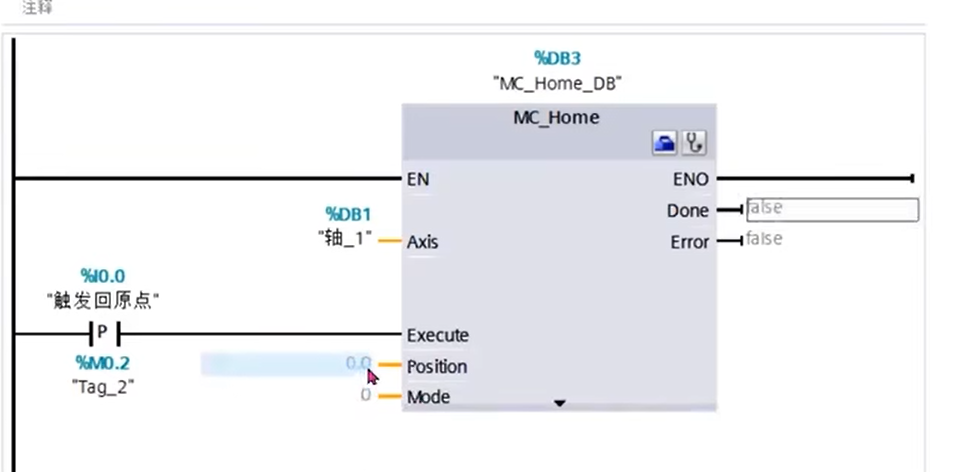 注释
%DB3
"MC_Home_DB"
MC_Home
EN
ENO
%DB1
"轴_1"
Axis
Done
false
Error
false
%I0.0
"触发回原点"
P
Execute
%M0.2
"Tag_2"
0.0
Position
0
Mode